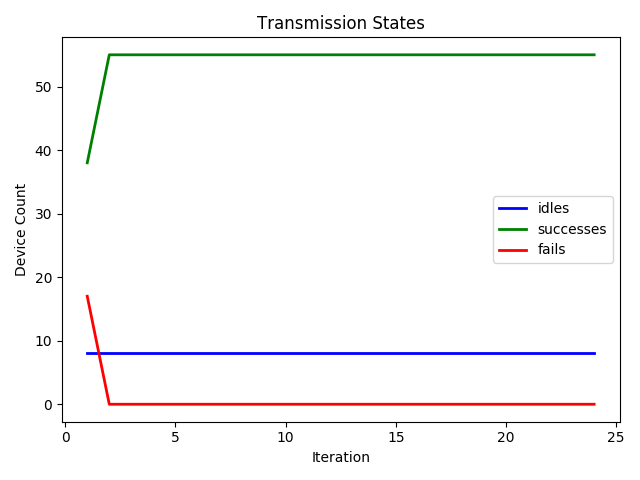 Transmission States
Device Count
50
40
30
20
10
0
idles
successes
fails
0 5 10 15 20 25
Iteration